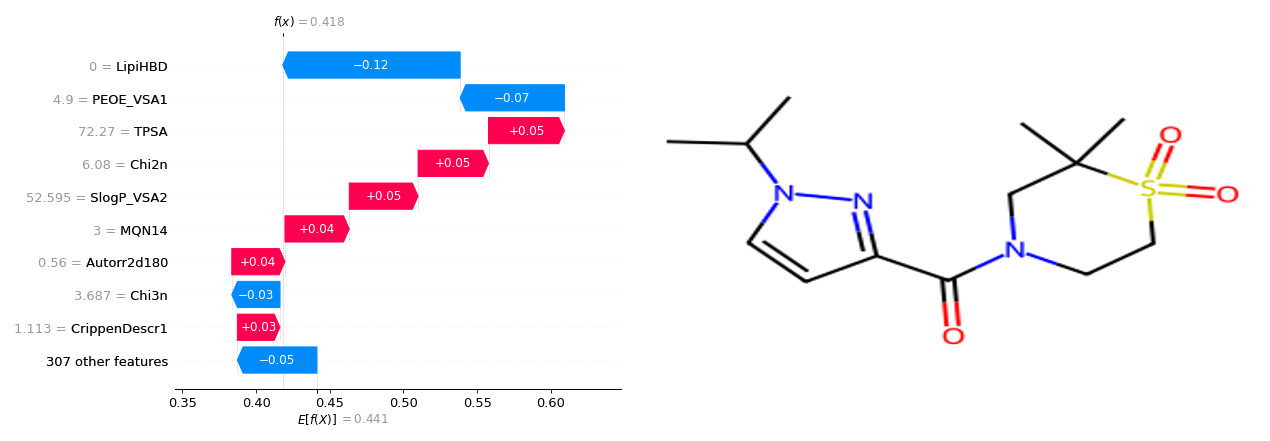 f(x) = 0.418
0 = LipiHBD
−0.12
4.9 = PEOE_VSA1
−0.07
72.27 = TPSA
+0.05
6.08 = Chi2n
+0.05
52.595 = SlogP_VSA2
+0.05
3 = MQN14
+0.04
0.56 = Autorr2d180
+0.04
3.687 = Chi3n
−0.03
1.113 = CrippenDescr1
+0.03
307 other features
−0.05
0.35 0.40 0.45 0.50 0.55 0.60
E[f(X)] = 0.441
O
S
O
N
N
N
O